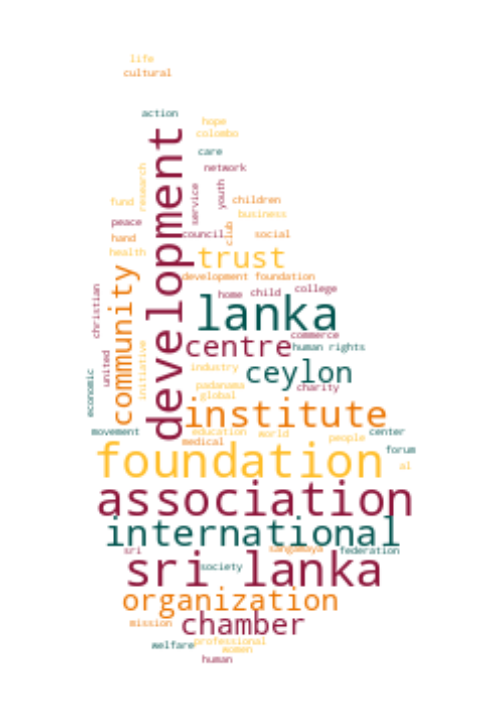 life
cultural
action
hope
colombo
development
care
network
research
service
youth
children
fund
business
peace
council
club
social
hand
health
trust
community
development foundation
christian
home
child
college
lanka
commerce
centre
human rights
united
initiative
industry
ceylon
economic
padanama
charity
global
institute
movement
education
world
people
center
medical
foundation
forum
al
association
international
sri
sangamaya
federation
sri lanka
society
organization
mission
chamber
professional
welfare
women
human